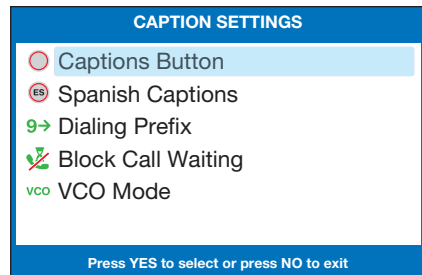 CAPTION SETTINGS
Captions Button
ES Spanish Captions
9→ Dialing Prefix
Block Call Waiting
VCO VCO Mode
Press YES to select or press NO to exit